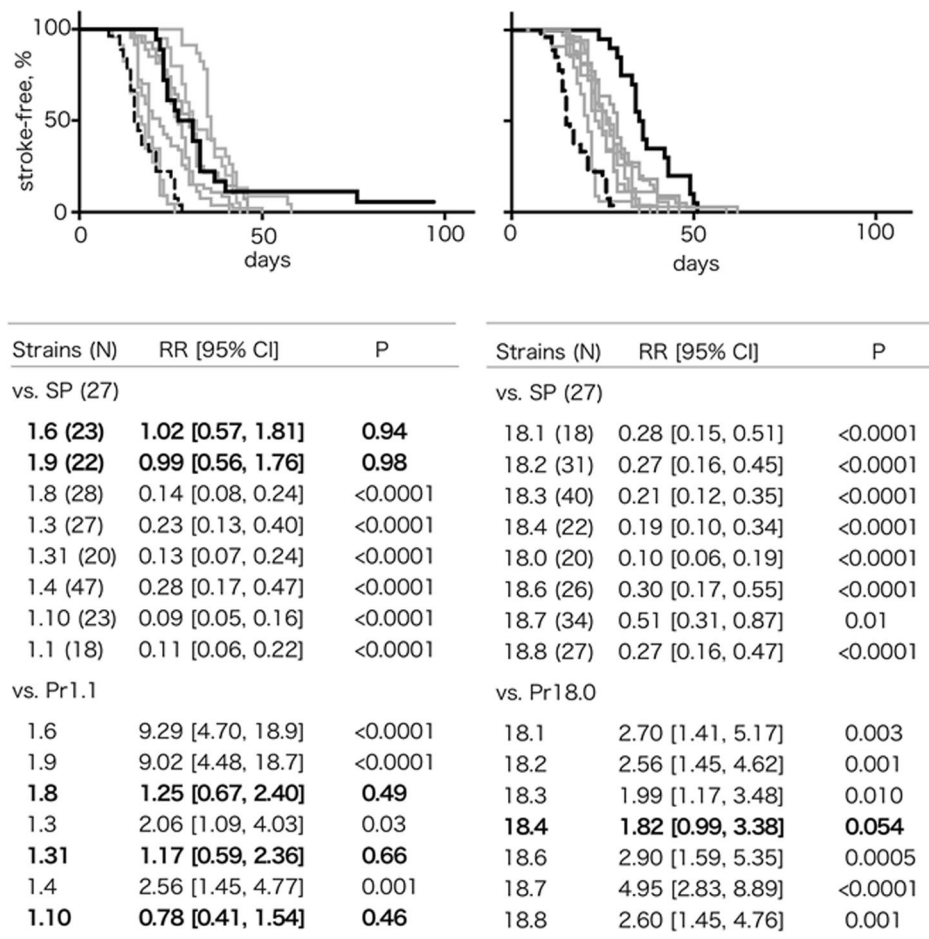 100
stroke-free, %
50
0
0 50 100
days
0 50 100
days
Strains (N) RR [95% CI] P
vs. SP (27)
1.6 (23) 1.02 [0.57, 1.81] 0.94
1.9 (22) 0.99 [0.56, 1.76] 0.98
1.8 (28) 0.14 [0.08, 0.24] <0.0001
1.3 (27) 0.23 [0.13, 0.40] <0.0001
1.31 (20) 0.13 [0.07, 0.24] <0.0001
1.4 (47) 0.28 [0.17, 0.47] <0.0001
1.10 (23) 0.09 [0.05, 0.16] <0.0001
1.1 (18) 0.11 [0.06, 0.22] <0.0001
vs. Pr1.1
1.6 9.29 [4.70, 18.9] <0.0001
1.9 9.02 [4.48, 18.7] <0.0001
1.8 1.25 [0.67, 2.40] 0.49
1.3 2.06 [1.09, 4.03] 0.03
1.31 1.17 [0.59, 2.36] 0.66
1.4 2.56 [1.45, 4.77] 0.001
1.10 0.78 [0.41, 1.54] 0.46
Strains (N) RR [95% CI] P
vs. SP (27)
18.1 (18) 0.28 [0.15, 0.51] <0.0001
18.2 (31) 0.27 [0.16, 0.45] <0.0001
18.3 (40) 0.21 [0.12, 0.35] <0.0001
18.4 (22) 0.19 [0.10, 0.34] <0.0001
18.0 (20) 0.10 [0.06, 0.19] <0.0001
18.6 (26) 0.30 [0.17, 0.55] <0.0001
18.7 (34) 0.51 [0.31, 0.87] 0.01
18.8 (27) 0.27 [0.16, 0.47] <0.0001
vs. Pr18.0
18.1 2.70 [1.41, 5.17] 0.003
18.2 2.56 [1.45, 4.62] 0.001
18.3 1.99 [1.17, 3.48] 0.010
18.4 1.82 [0.99, 3.38] 0.054
18.6 2.90 [1.59, 5.35] 0.0005
18.7 4.95 [2.83, 8.89] <0.0001
18.8 2.60 [1.45, 4.76] 0.001